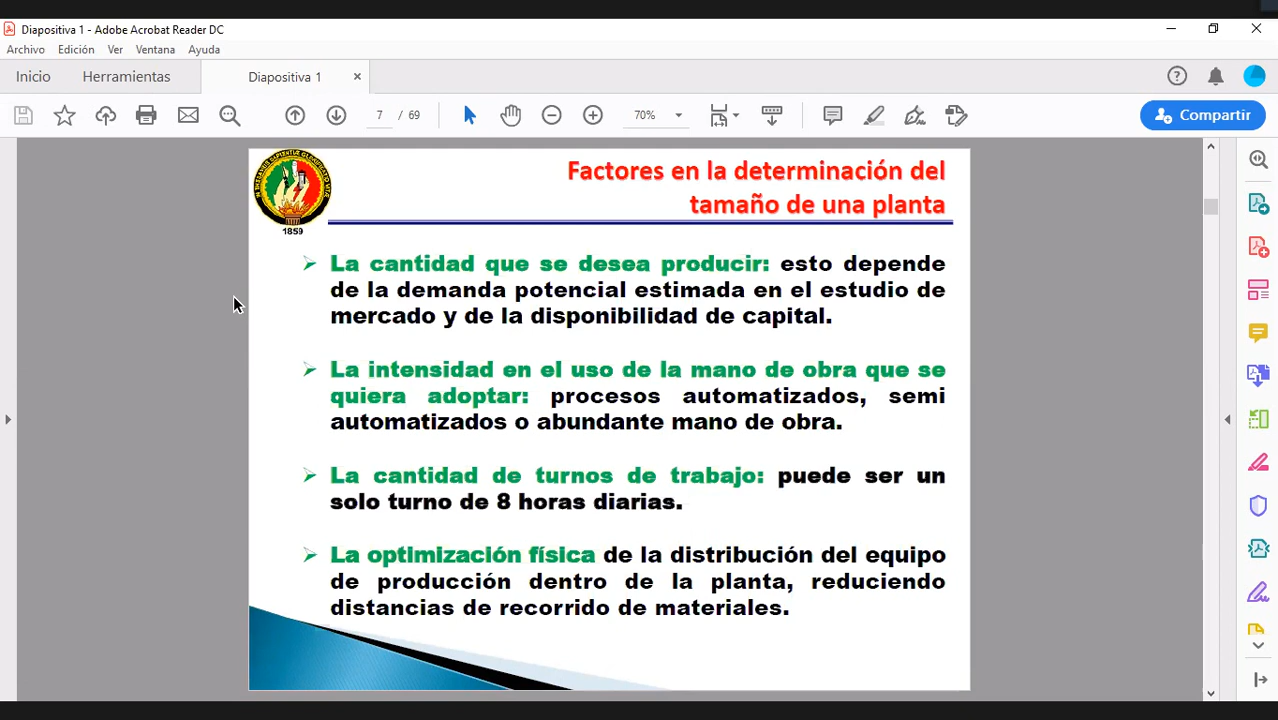 Diapositiva 1 - Adobe Acrobat Reader DC
Archivo Edición Ver Ventana Ayuda
Inicio Herramientas Diapositiva 1
7 / 69 70% Compartir
Factores en la determinación del
tamaño de una planta
1859
La cantidad que se desea producir: esto depende
de la demanda potencial estimada en el estudio de
mercado y de la disponibilidad de capital.
La intensidad en el uso de la mano de obra que se
quiera adoptar: procesos automatizados, semi
automatizados o abundante mano de obra.
La cantidad de turnos de trabajo: puede ser un
solo turno de 8 horas diarias.
La optimización física de la distribución del equipo
de producción dentro de la planta, reduciendo
distancias de recorrido de materiales.